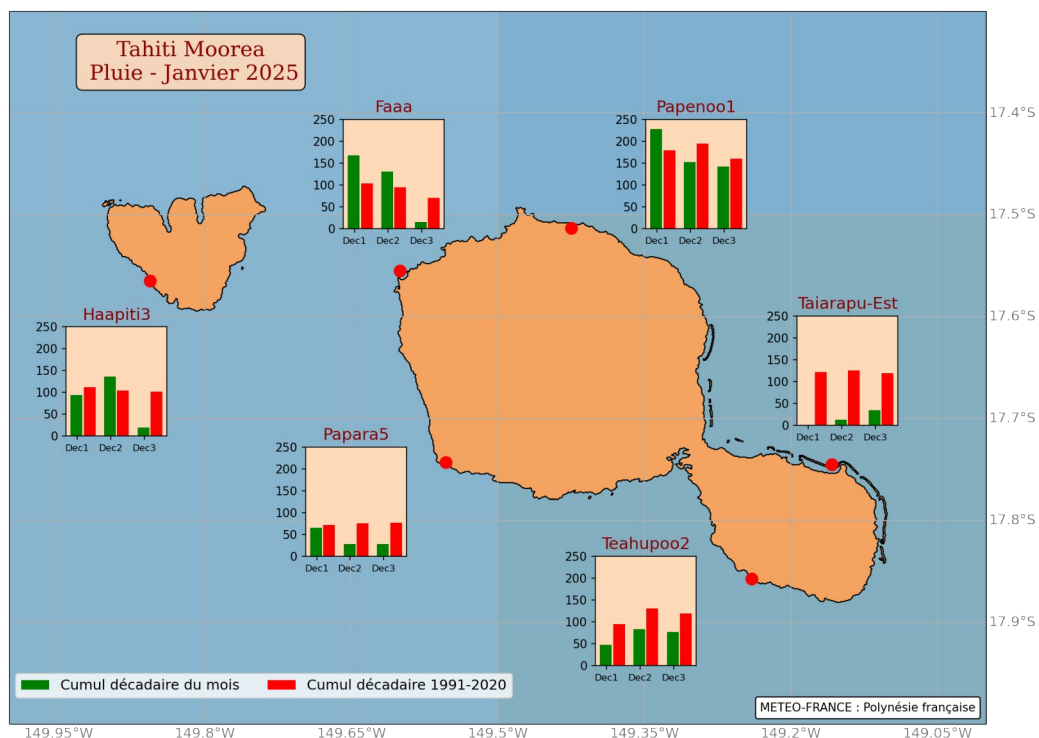 Tahiti Moorea
Pluie - Janvier 2025
Faaa
250
200
150
100
50
0
Dec1 Dec2 Dec3
Papenoo1
250
200
150
100
50
0
Dec1 Dec2 Dec3
17.4°S
17.5°S
Haapiti3
250
200
150
100
50
0
Dec1 Dec2 Dec3
Taiarapu-Est
250
200
150
100
50
0
Dec1 Dec2 Dec3
17.6°S
17.7°S
Papara5
250
200
150
100
50
0
Dec1 Dec2 Dec3
17.8°S
Teahupoo2
250
200
150
100
50
0
Dec1 Dec2 Dec3
17.9°S
Cumul décadaire du mois Cumul décadaire 1991-2020
METEO-FRANCE : Polynésie française
149.95°W 149.8°W 149.65°W 149.5°W 149.35°W 149.2°W 149.05°W